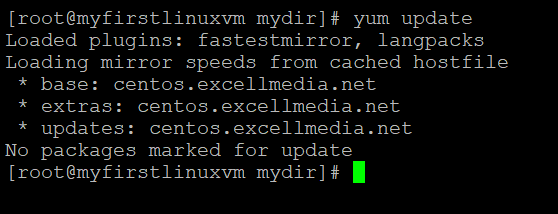 [root@myfirstlinuxvm mydir]# yum update
Loaded plugins: fastestmirror, langpacks
Loading mirror speeds from cached hostfile
 * base: centos.excellmedia.net
 * extras: centos.excellmedia.net
 * updates: centos.excellmedia.net
No packages marked for update
[root@myfirstlinuxvm mydir]#